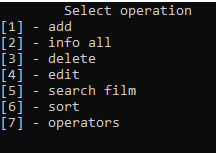 Select operation
[1] - add
[2] - info all
[3] - delete
[4] - edit
[5] - search film
[6] - sort
[7] - operators